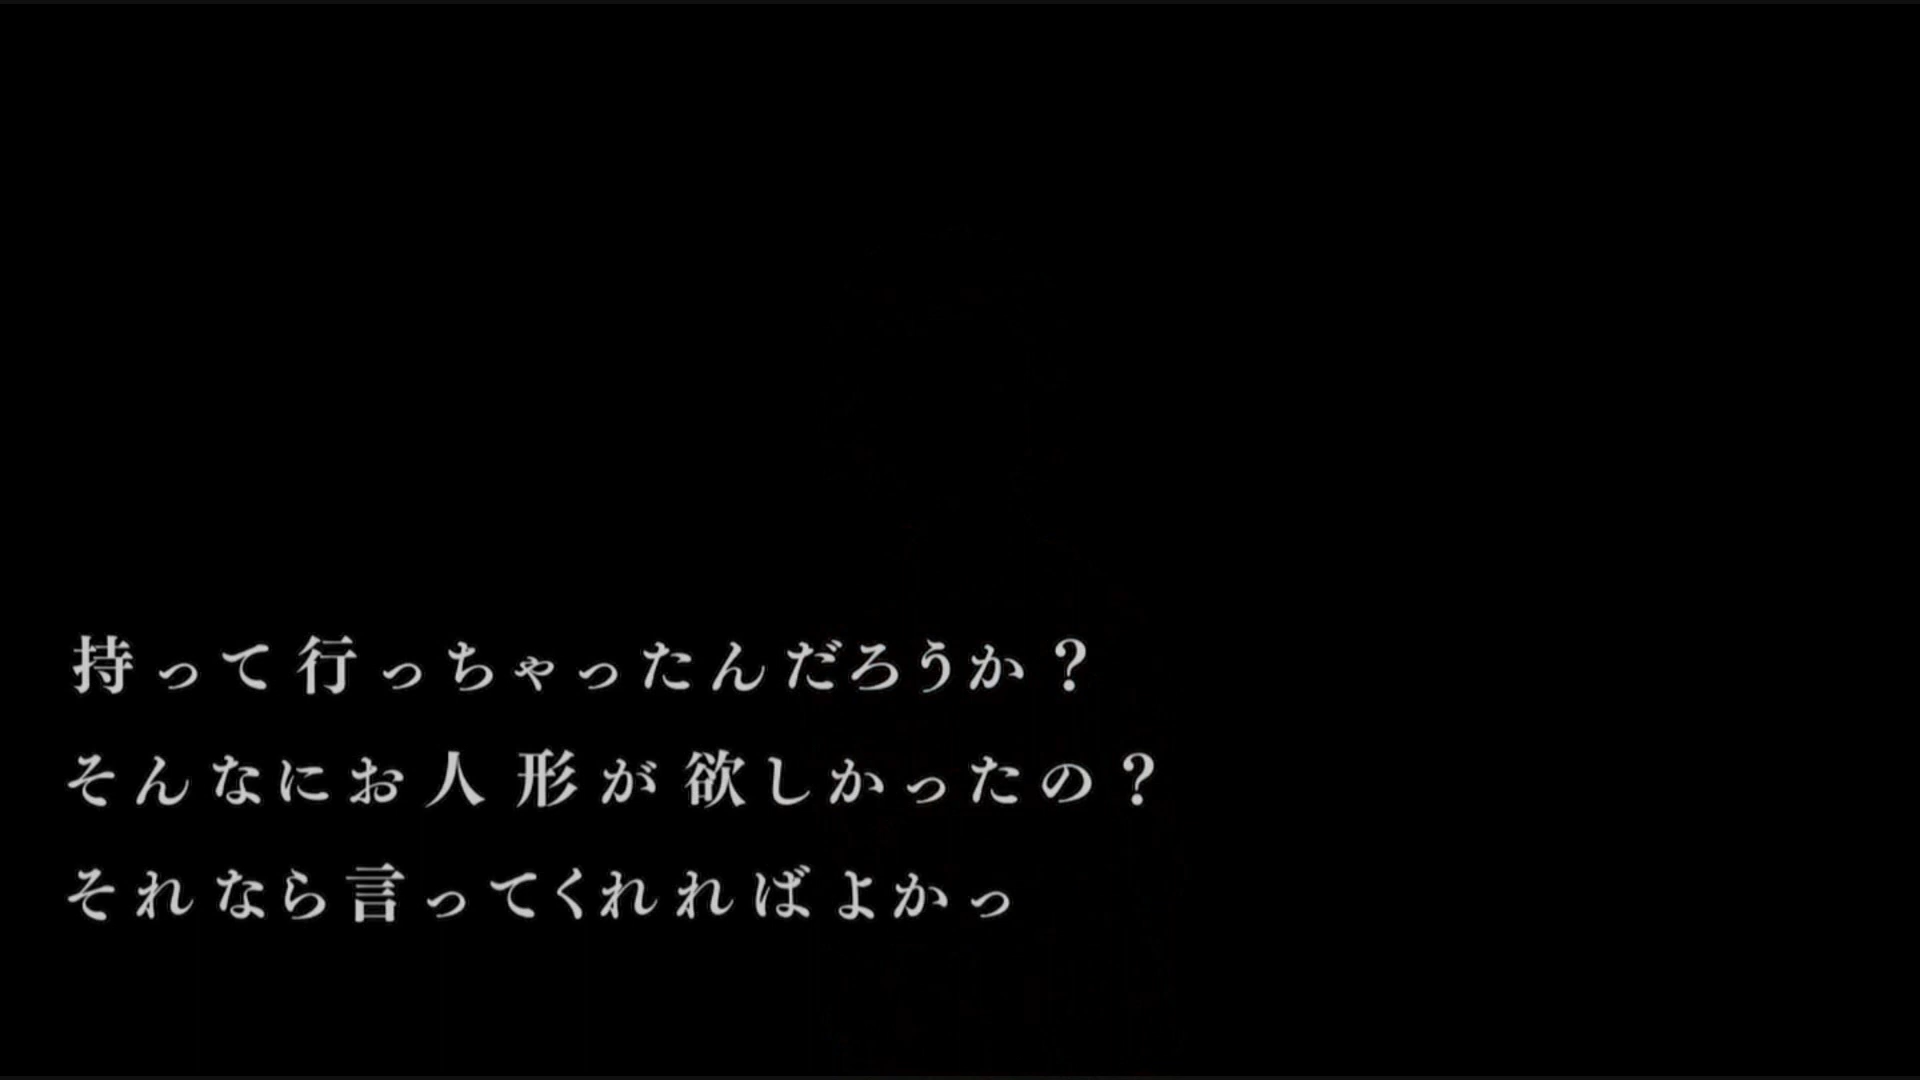 持って行っちゃったんだろうか？
そんなにお人形が欲しかったの？
それなら言ってくれればよかっ